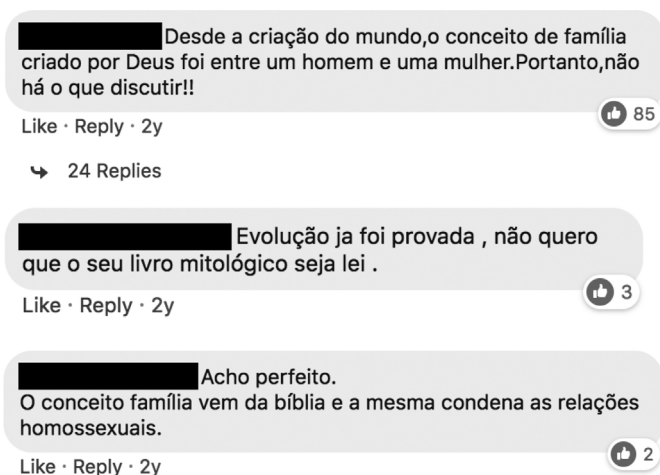 Desde a criação do mundo,o conceito de família
criado por Deus foi entre um homem e uma mulher.Portanto,não
há o que discutir!!
85
Like · Reply · 2y
24 Replies
Evolução ja foi provada , não quero
que o seu livro mitológico seja lei .
3
Like · Reply · 2y
Acho perfeito.
O conceito família vem da bíblia e a mesma condena as relações
homossexuais.
2
Like · Reply · 2y